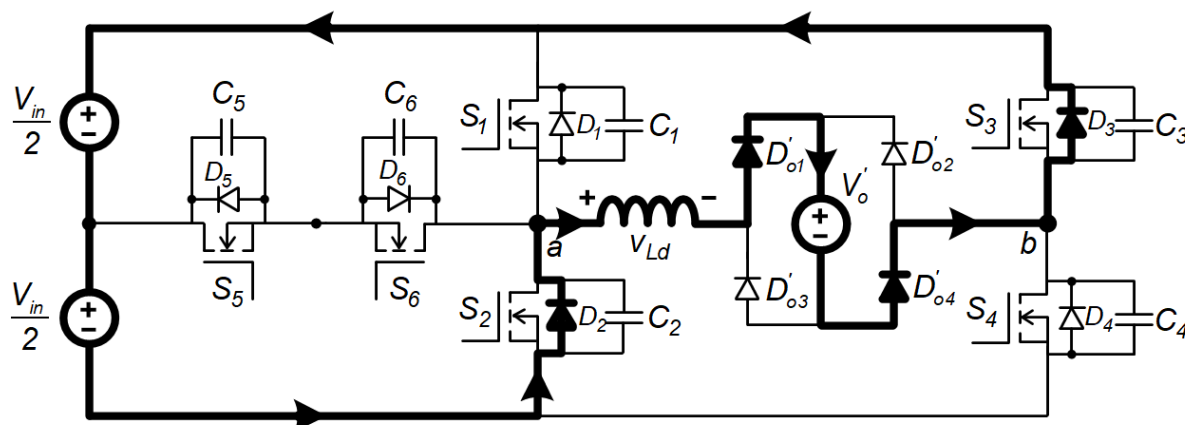 V_in/2
C_5
D_5
S_5
C_6
D_6
S_6
S_1
D_1
C_1
+ v_Ld -
a
D'_o1
D'_o2
V'_o
D'_o3
D'_o4
b
S_3
D_3
C_3
V_in/2
S_2
D_2
C_2
S_4
D_4
C_4